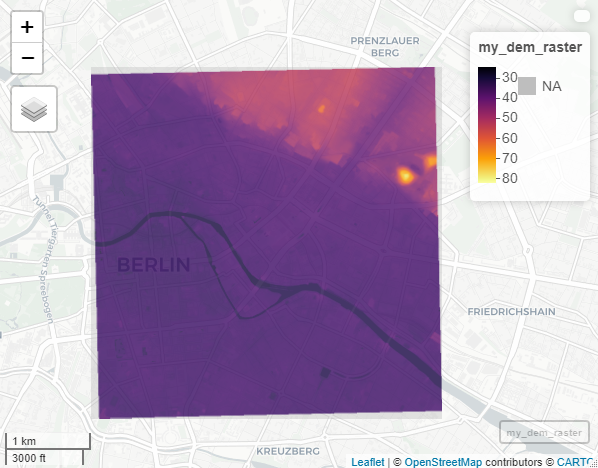 +
−
PRENZLAUER
BERG
my_dem_raster
30
40
50
60
70
80
NA
Tunnel Tiergarten Spreebogen
BERLIN
FRIEDRICHSHAIN
KREUZBERG
1 km
3000 ft
my_dem_raster
Leaflet | © OpenStreetMap contributors © CARTO